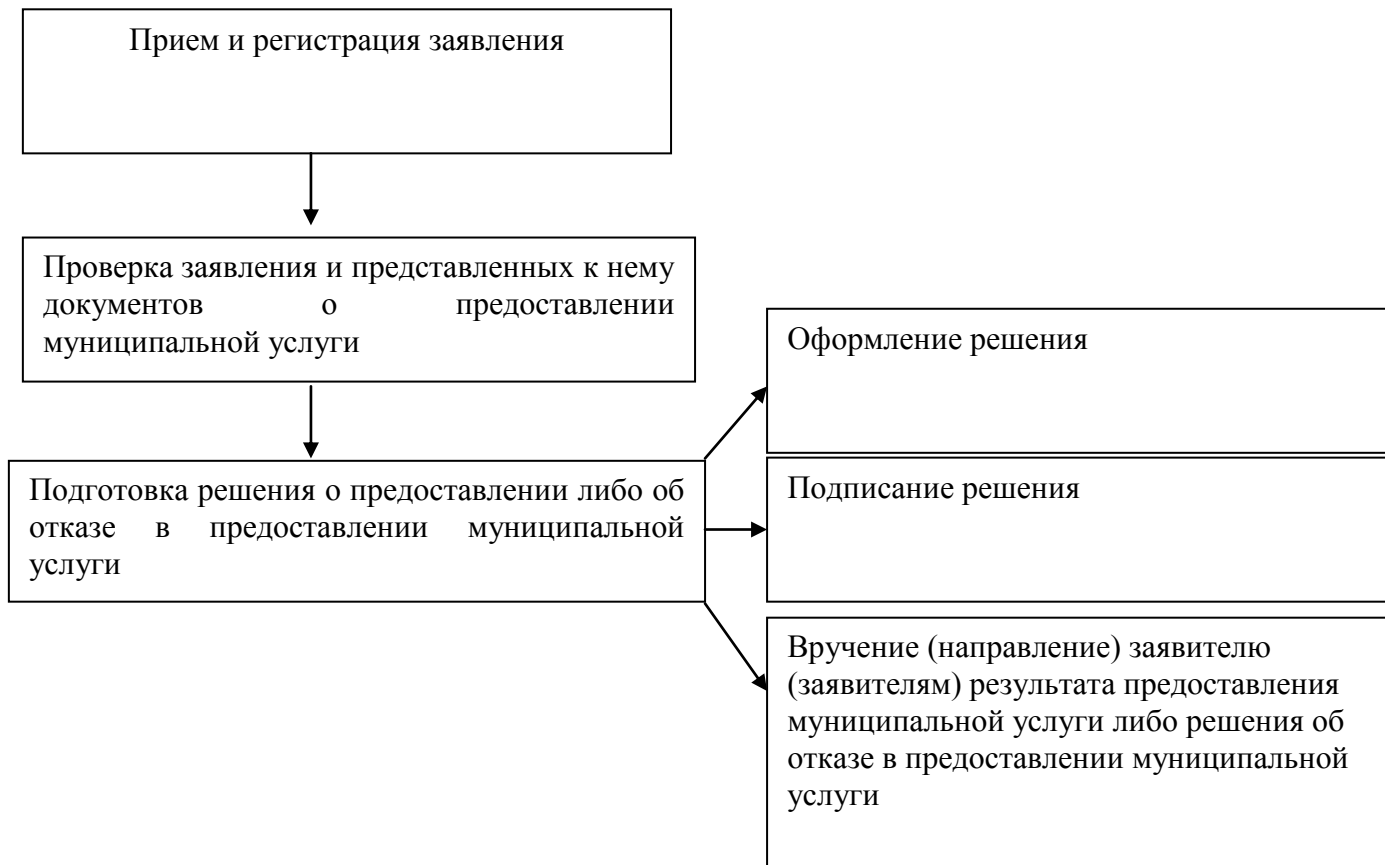 Прием и регистрация заявления
Проверка заявления и представленных к нему
документов о предоставлении
муниципальной услуги
Подготовка решения о предоставлении либо об
отказе в предоставлении муниципальной
услуги
Оформление решения
Подписание решения
Вручение (направление) заявителю
(заявителям) результата предоставления
муниципальной услуги либо решения об
отказе в предоставлении муниципальной
услуги